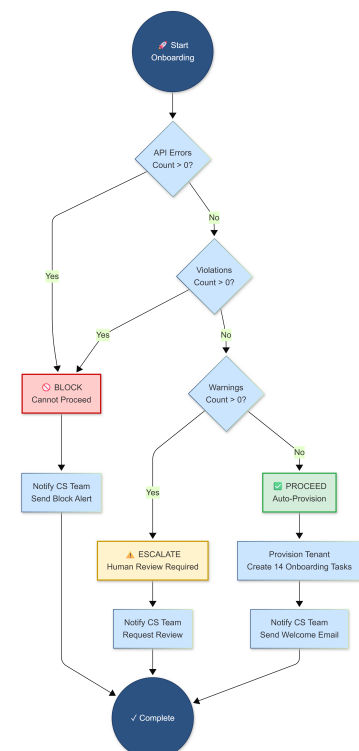 🚀 Start
Onboarding
API Errors
Count > 0?
No
Violations
Count > 0?
Yes
Yes
No
🚫 BLOCK
Cannot Proceed
Warnings
Count > 0?
No
Notify CS Team
Send Block Alert
Yes
✅ PROCEED
Auto-Provision
⚠️ ESCALATE
Human Review Required
Provision Tenant
Create 14 Onboarding Tasks
Notify CS Team
Request Review
Notify CS Team
Send Welcome Email
✓ Complete